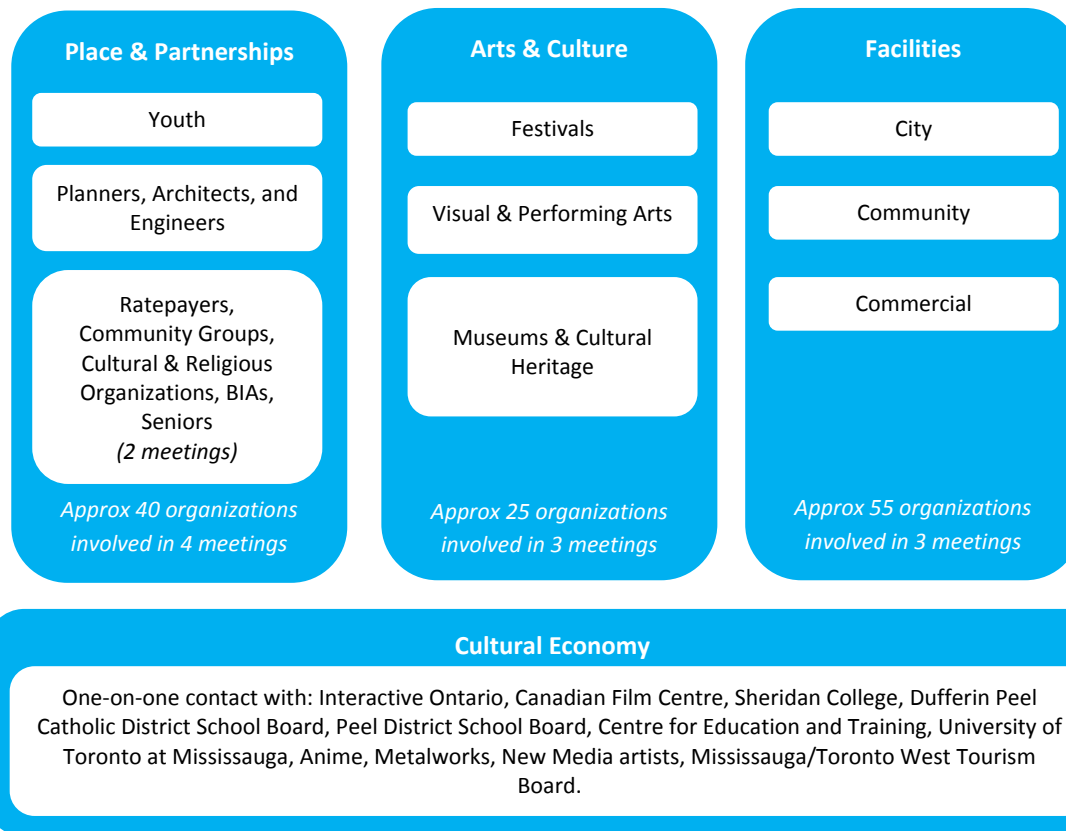 Place & Partnerships
Youth
Planners, Architects, and
Engineers
Ratepayers,
Community Groups,
Cultural & Religious
Organizations, BIAs,
Seniors
(2 meetings)
Approx 40 organizations
involved in 4 meetings
Arts & Culture
Festivals
Visual & Performing Arts
Museums & Cultural
Heritage
Approx 25 organizations
involved in 3 meetings
Facilities
City
Community
Commercial
Approx 55 organizations
involved in 3 meetings
Cultural Economy
One-on-one contact with: Interactive Ontario, Canadian Film Centre, Sheridan College, Dufferin Peel
Catholic District School Board, Peel District School Board, Centre for Education and Training, University of
Toronto at Mississauga, Anime, Metalworks, New Media artists, Mississauga/Toronto West Tourism
Board.